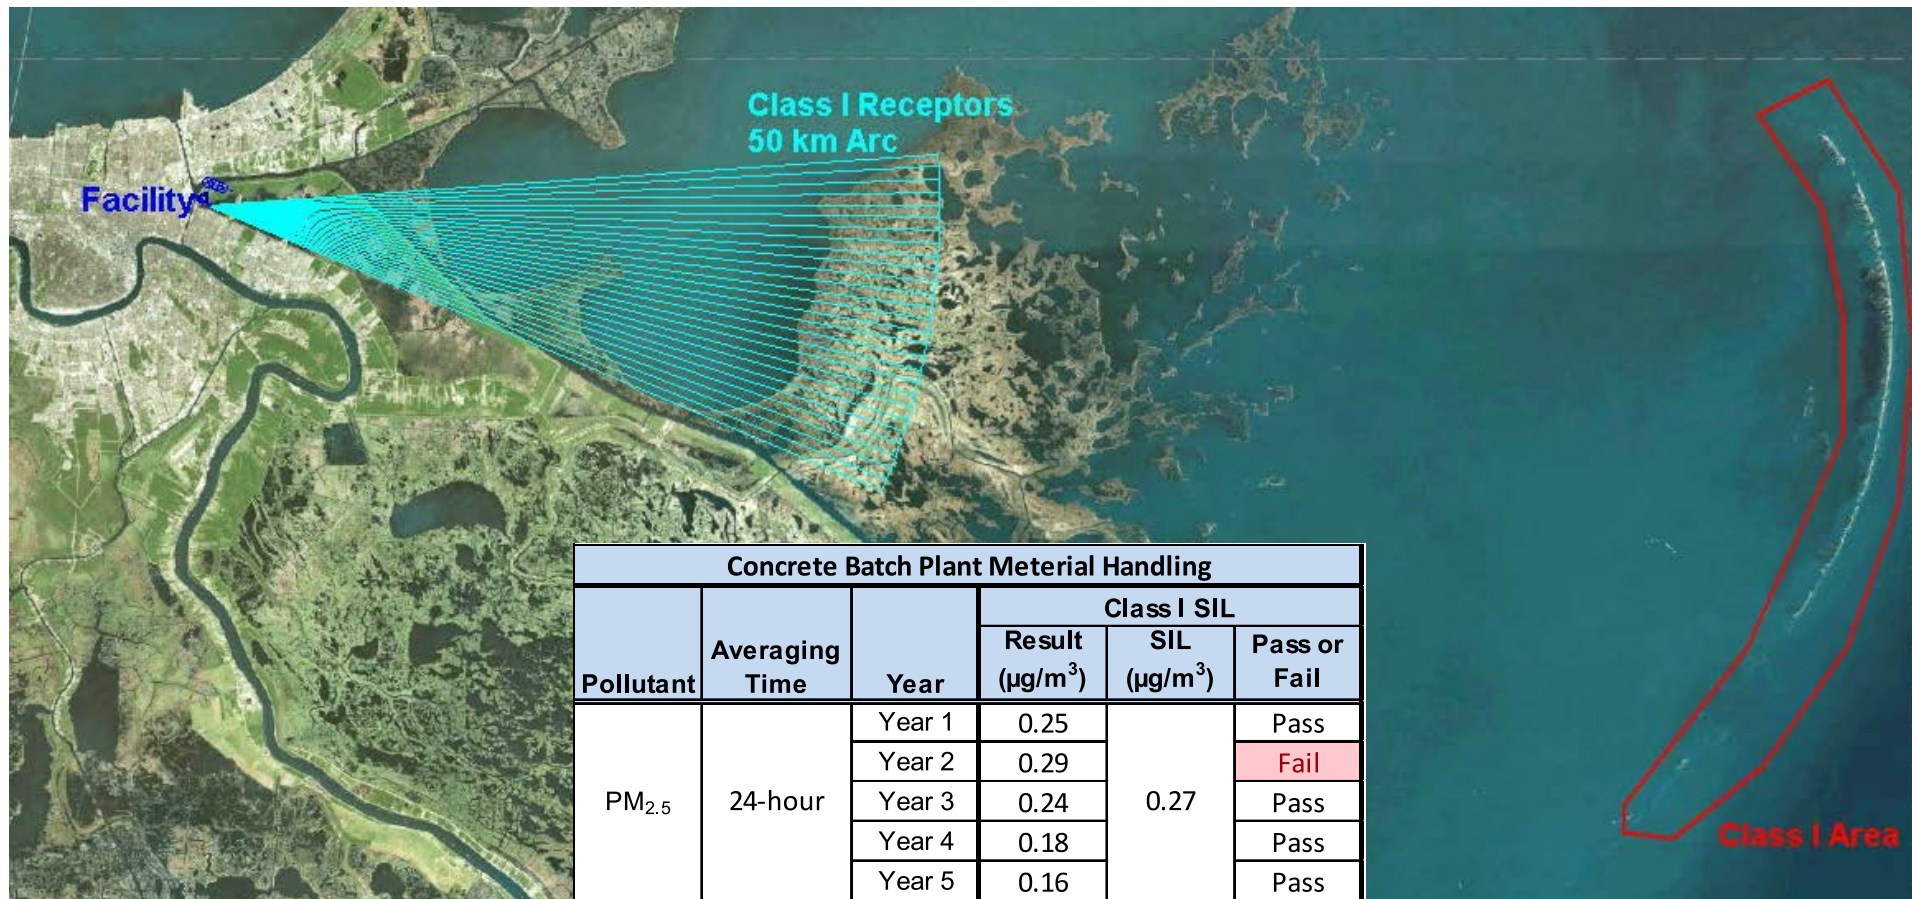 Class I Receptors
50 km Arc
Facility
Concrete Batch Plant Meterial Handling
Pollutant Averaging Time Year Class I SIL
Result (µg/m³) SIL (µg/m³) Pass or Fail
PM2.5 24-hour Year 1 0.25 0.27 Pass
Year 2 0.29 Fail
Year 3 0.24 Pass
Year 4 0.18 Pass
Year 5 0.16 Pass
Class I Area